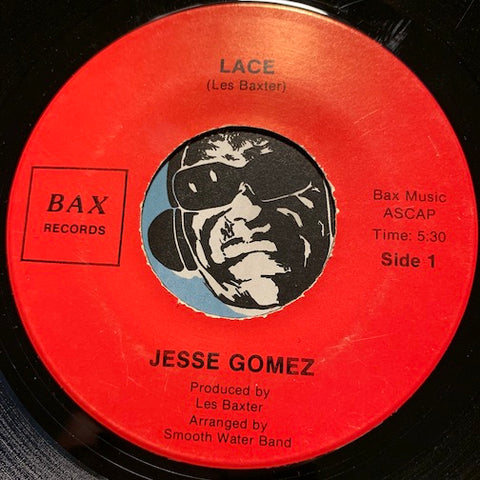 LACE
(Les Baxter)
BAX
RECORDS
Bax Music
ASCAP
Time: 5:30
Side 1
JESSE GOMEZ
Produced by
Les Baxter
Arranged by
Smooth Water Band